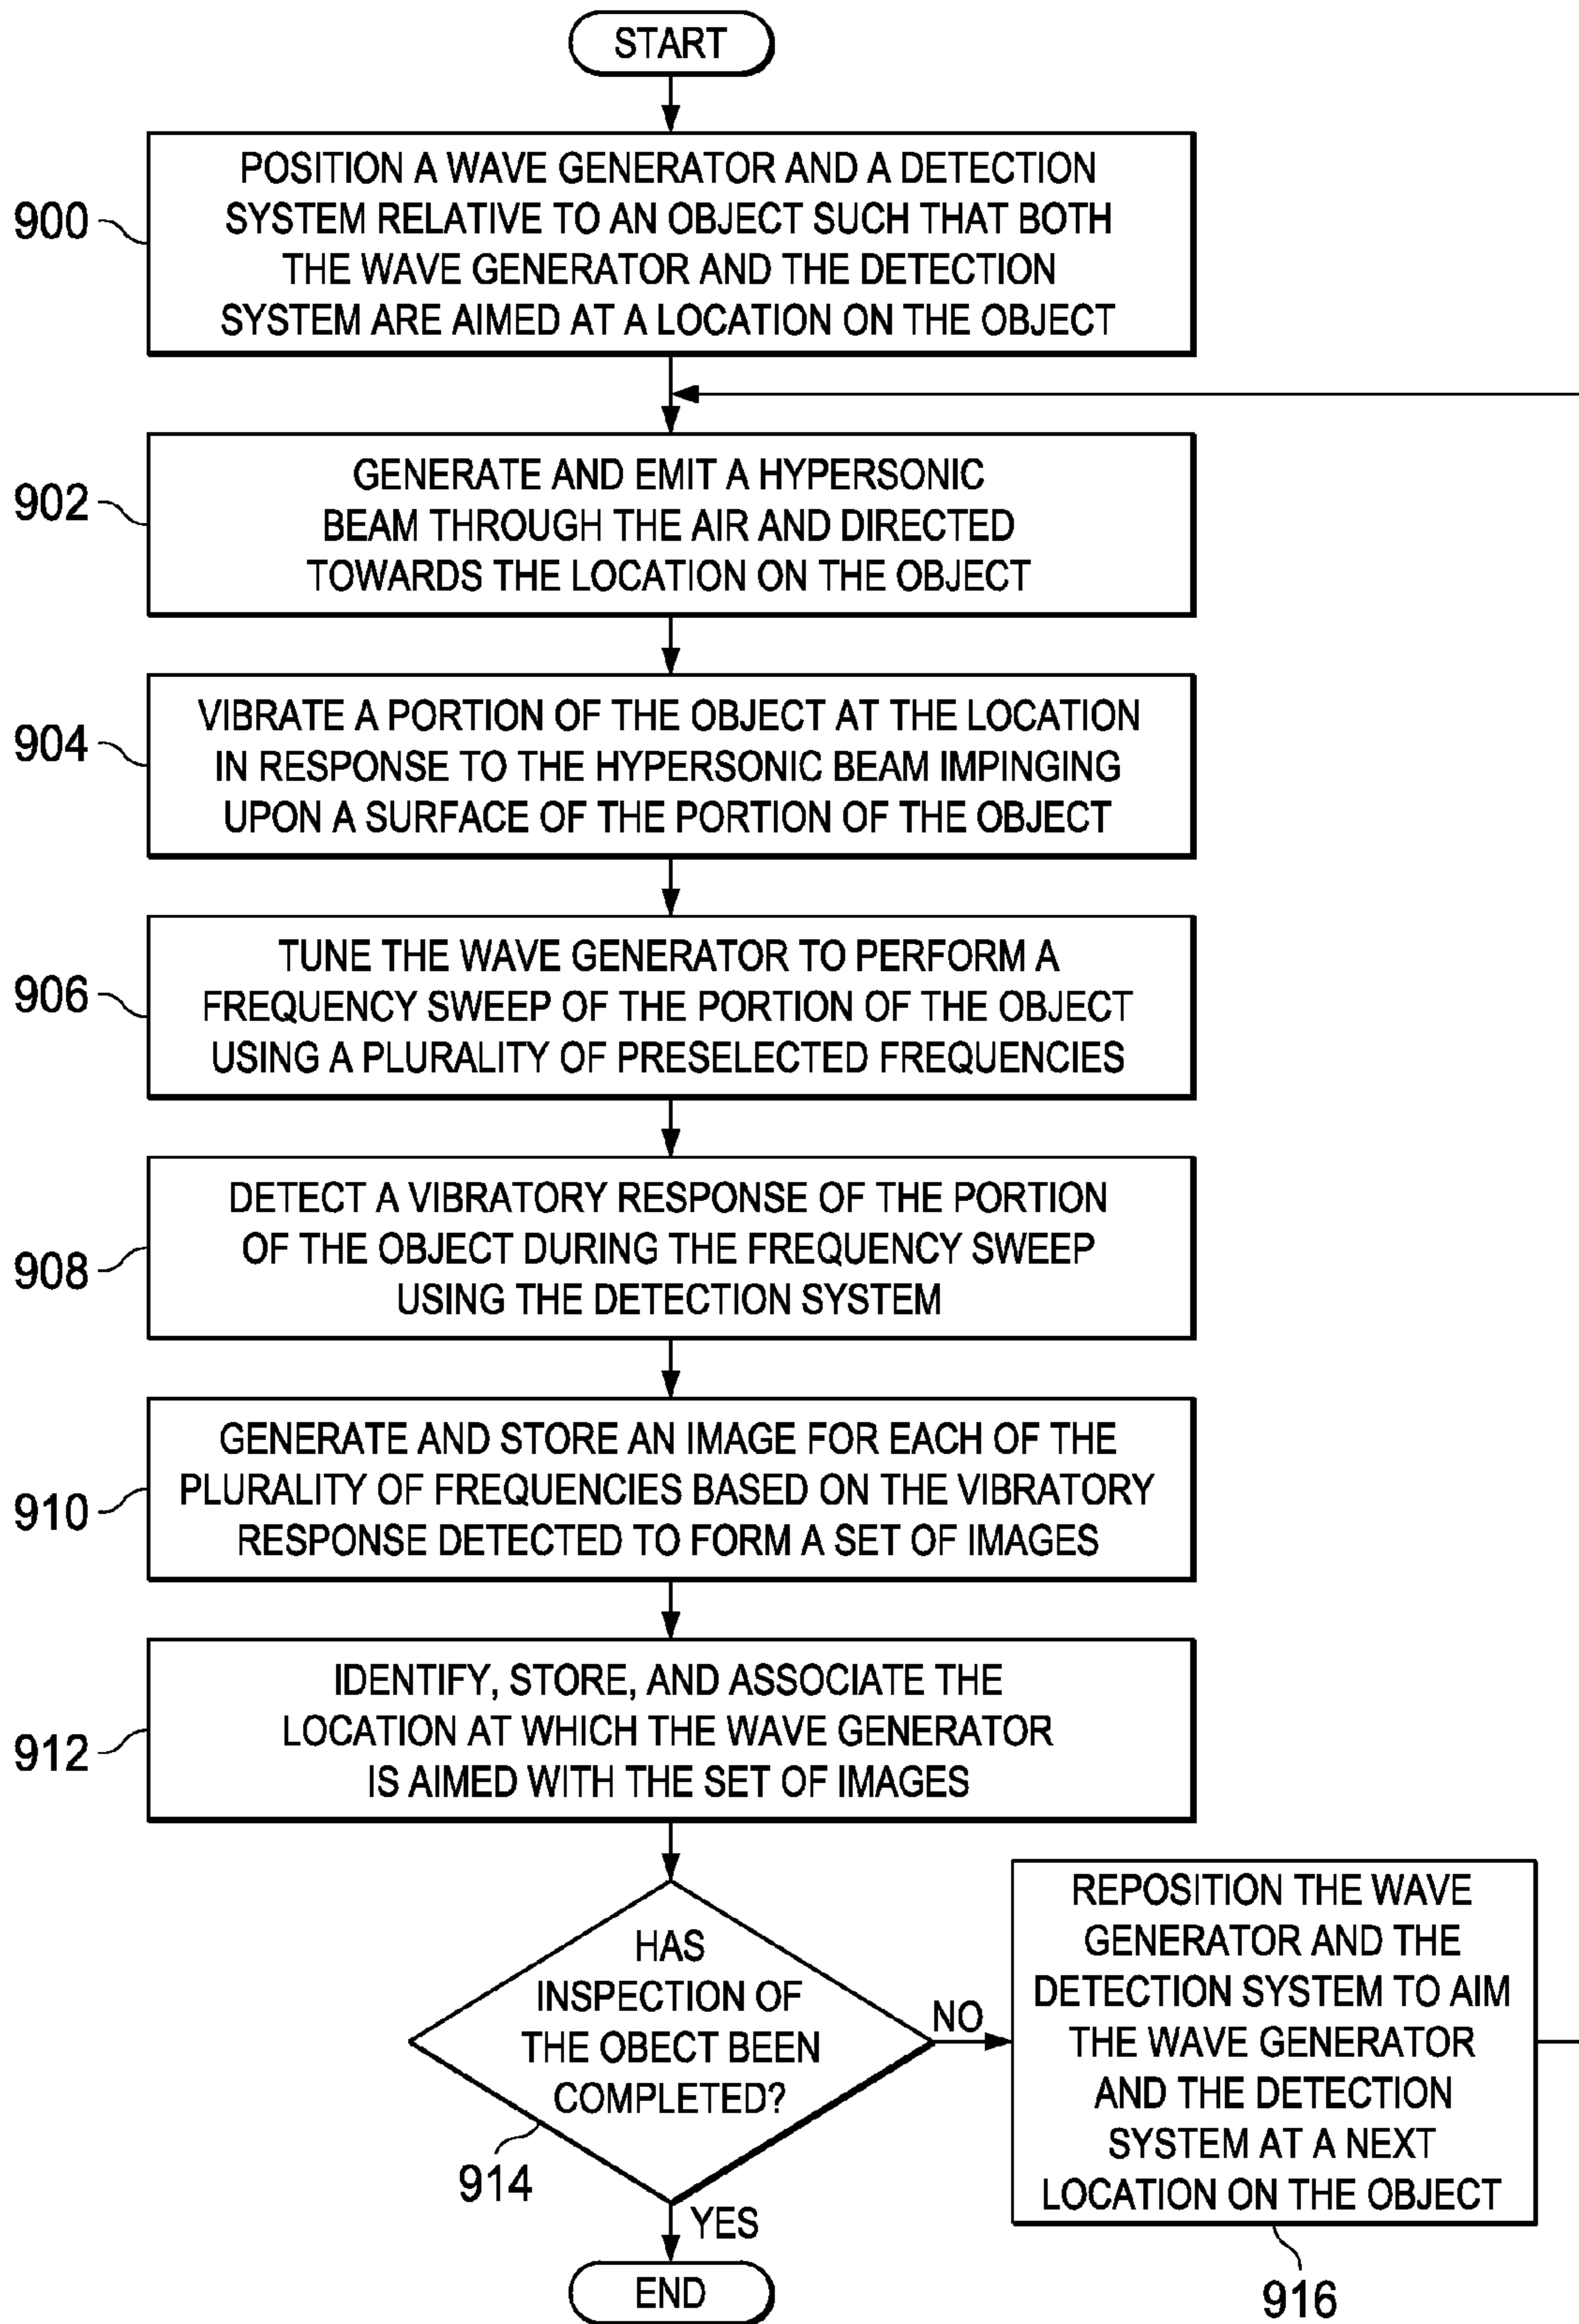 START
POSITION A WAVE GENERATOR AND A DETECTION
SYSTEM RELATIVE TO AN OBJECT SUCH THAT BOTH
THE WAVE GENERATOR AND THE DETECTION
SYSTEM ARE AIMED AT A LOCATION ON THE OBJECT
900
GENERATE AND EMIT A HYPERSONIC
BEAM THROUGH THE AIR AND DIRECTED
TOWARDS THE LOCATION ON THE OBJECT
902
VIBRATE A PORTION OF THE OBJECT AT THE LOCATION
IN RESPONSE TO THE HYPERSONIC BEAM IMPINGING
UPON A SURFACE OF THE PORTION OF THE OBJECT
904
TUNE THE WAVE GENERATOR TO PERFORM A
FREQUENCY SWEEP OF THE PORTION OF THE OBJECT
USING A PLURALITY OF PRESELECTED FREQUENCIES
906
DETECT A VIBRATORY RESPONSE OF THE PORTION
OF THE OBJECT DURING THE FREQUENCY SWEEP
USING THE DETECTION SYSTEM
908
GENERATE AND STORE AN IMAGE FOR EACH OF THE
PLURALITY OF FREQUENCIES BASED ON THE VIBRATORY
RESPONSE DETECTED TO FORM A SET OF IMAGES
910
IDENTIFY, STORE, AND ASSOCIATE THE
LOCATION AT WHICH THE WAVE GENERATOR
IS AIMED WITH THE SET OF IMAGES
912
HAS
INSPECTION OF
THE OBECT BEEN
COMPLETED?
914
NO
REPOSITION THE WAVE
GENERATOR AND THE
DETECTION SYSTEM TO AIM
THE WAVE GENERATOR
AND THE DETECTION
SYSTEM AT A NEXT
LOCATION ON THE OBJECT
916
YES
END